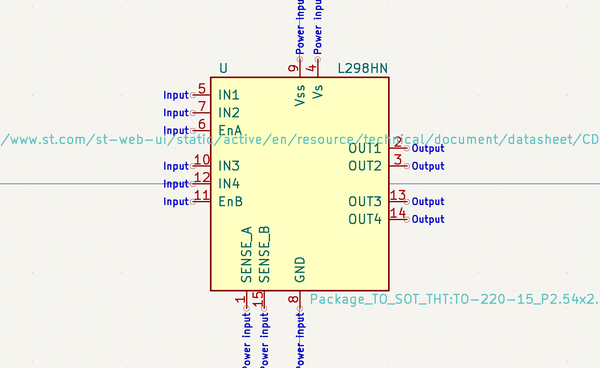 Power input
Power input
9
4
U
L298HN
Vss
Vs
Input 5 IN1
Input 7 IN2
Input 6 EnA
/www.st.com/st-web-ui/static/active/en/resource/technical/document/datasheet/CD
OUT1 2 Output
Input 10 IN3
OUT2 3 Output
Input 12 IN4
Input 11 EnB
OUT3 13 Output
OUT4 14 Output
SENSE_A
SENSE_B
GND
1
15
8
Package_TO_SOT_THT:TO-220-15_P2.54x2.
Power input
Power input
Power input